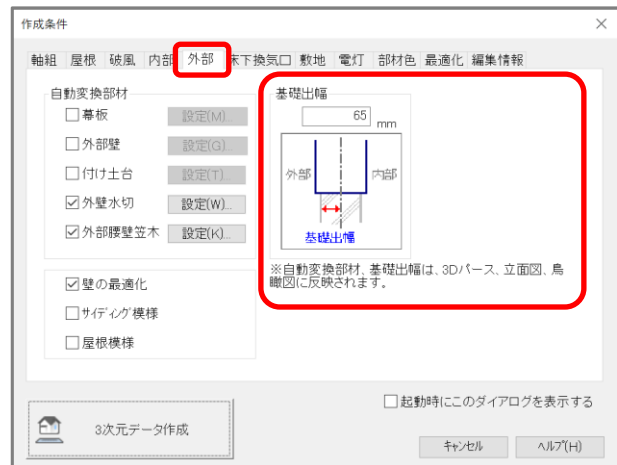 作成条件
軸組 屋根 破風 内部 外部 床下換気口 敷地 電灯 部材色 最適化 編集情報
自動変換部材
幕板 設定(M)...
外部壁 設定(G)...
付け土台 設定(T)...
外壁水切 設定(W)...
外部腰壁笠木 設定(K)...
壁の最適化
サイディング模様
屋根模様
基礎出幅
65 mm
外部 内部
基礎出幅
※自動変換部材、基礎出幅は、3Dパース、立面図、鳥
瞰図に反映されます。
起動時にこのダイアログを表示する
3次元データ作成
キャンセル ヘルプ(H)